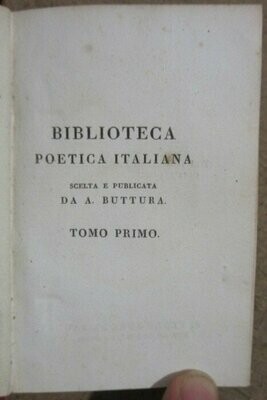 BIBLIOTECA
POETICA ITALIANA
SCELTA E PUBLICATA
DA A. BUTTURA.
TOMO PRIMO.